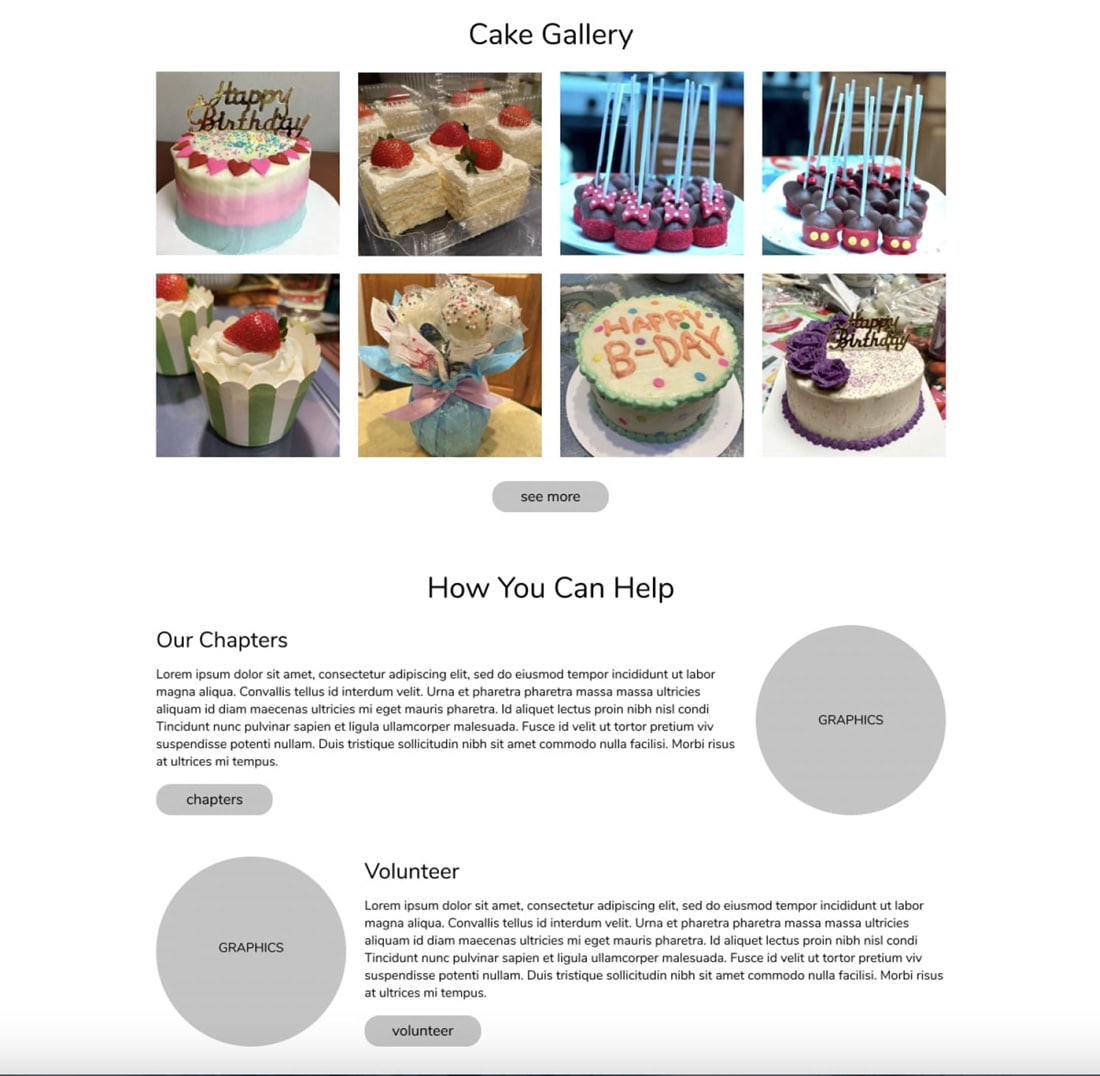 Cake Gallery
Happy
Birthday
HAPPY
B-DAY
Happy
Birthday
see more
How You Can Help
Our Chapters
Lorem ipsum dolor sit amet, consectetur adipiscing elit, sed do eiusmod tempor incididunt ut labor
magna aliqua. Convallis tellus id interdum velit. Urna et pharetra pharetra massa massa ultricies
aliquam id diam maecenas ultricies mi eget mauris pharetra. Id aliquet lectus proin nibh nisl condi
Tincidunt nunc pulvinar sapien et ligula ullamcorper malesuada. Fusce id velit ut tortor pretium viv
suspendisse potenti nullam. Duis tristique sollicitudin nibh sit amet commodo nulla facilisi. Morbi risus
at ultrices mi tempus.
GRAPHICS
chapters
GRAPHICS
Volunteer
Lorem ipsum dolor sit amet, consectetur adipiscing elit, sed do eiusmod tempor incididunt ut labor
magna aliqua. Convallis tellus id interdum velit. Urna et pharetra pharetra massa massa ultricies
aliquam id diam maecenas ultricies mi eget mauris pharetra. Id aliquet lectus proin nibh nisl condi
Tincidunt nunc pulvinar sapien et ligula ullamcorper malesuada. Fusce id velit ut tortor pretium viv
suspendisse potenti nullam. Duis tristique sollicitudin nibh sit amet commodo nulla facilisi. Morbi risus
at ultrices mi tempus.
volunteer